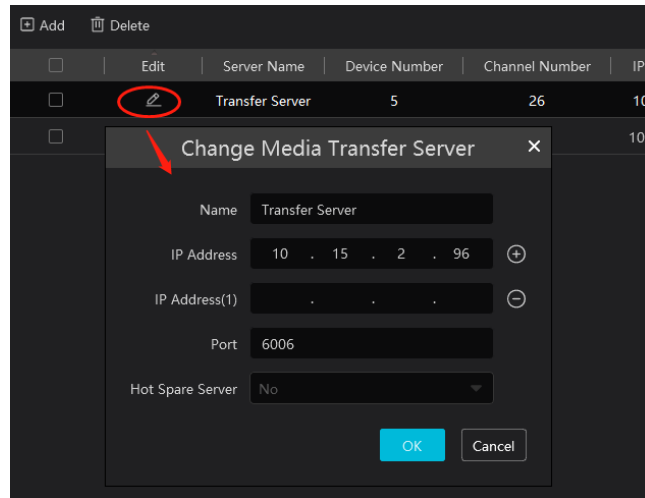 Add Delete
Edit Server Name Device Number Channel Number IP
Transfer Server 5 26 10
10
Change Media Transfer Server
Name Transfer Server
IP Address 10 . 15 . 2 . 96
IP Address(1) . . .
Port 6006
Hot Spare Server No
OK Cancel